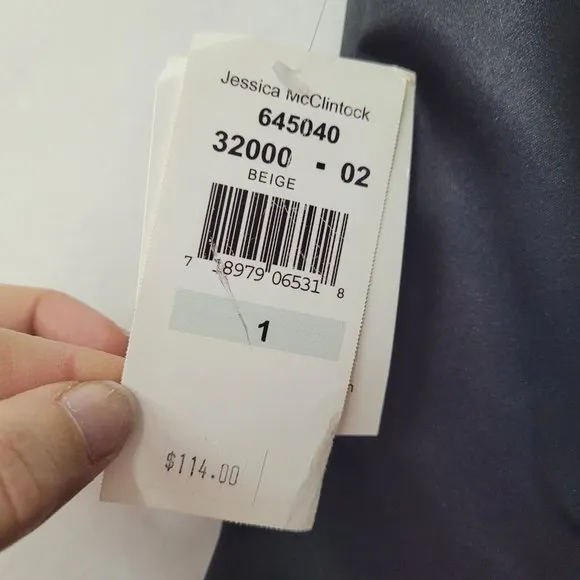 Jessica McClintock
645040
32000 - 02
BEIGE
7 18979 06531 8
1
$114.00